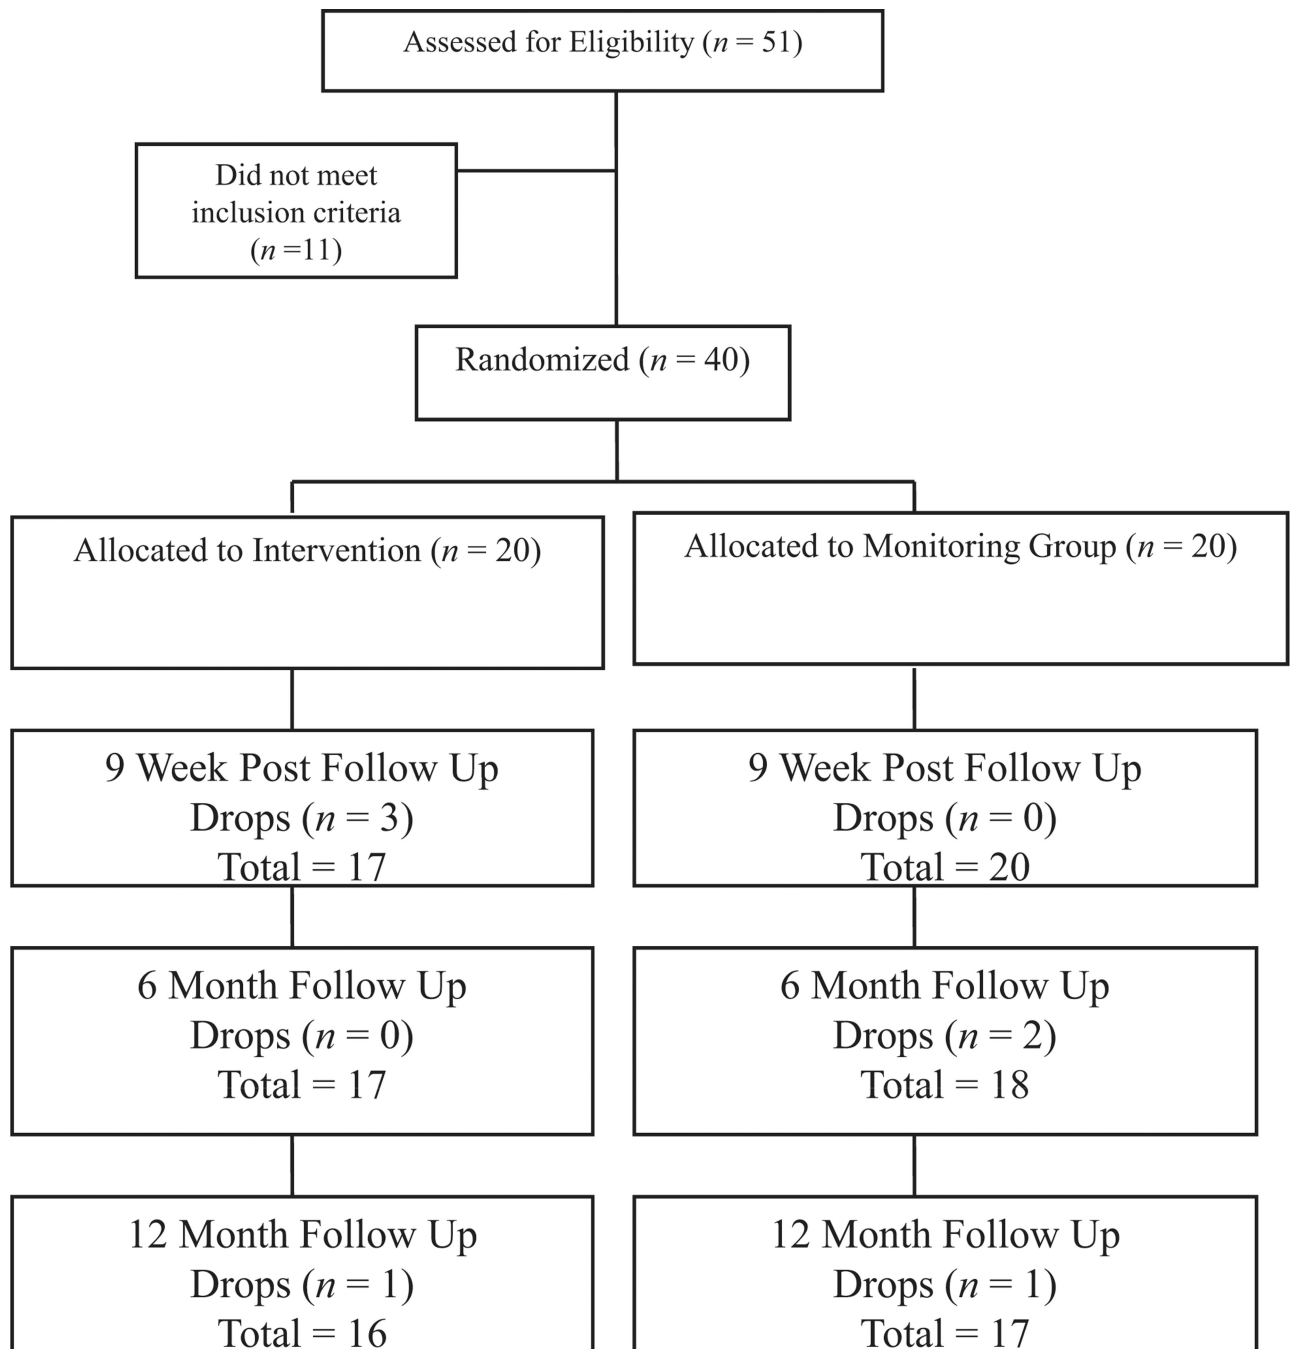 Assessed for Eligibility (n = 51)
Did not meet
inclusion criteria
(n =11)
Randomized (n = 40)
Allocated to Intervention (n = 20)
Allocated to Monitoring Group (n = 20)
9 Week Post Follow Up
Drops (n = 3)
Total = 17
9 Week Post Follow Up
Drops (n = 0)
Total = 20
6 Month Follow Up
Drops (n = 0)
Total = 17
6 Month Follow Up
Drops (n = 2)
Total = 18
12 Month Follow Up
Drops (n = 1)
Total = 16
12 Month Follow Up
Drops (n = 1)
Total = 17